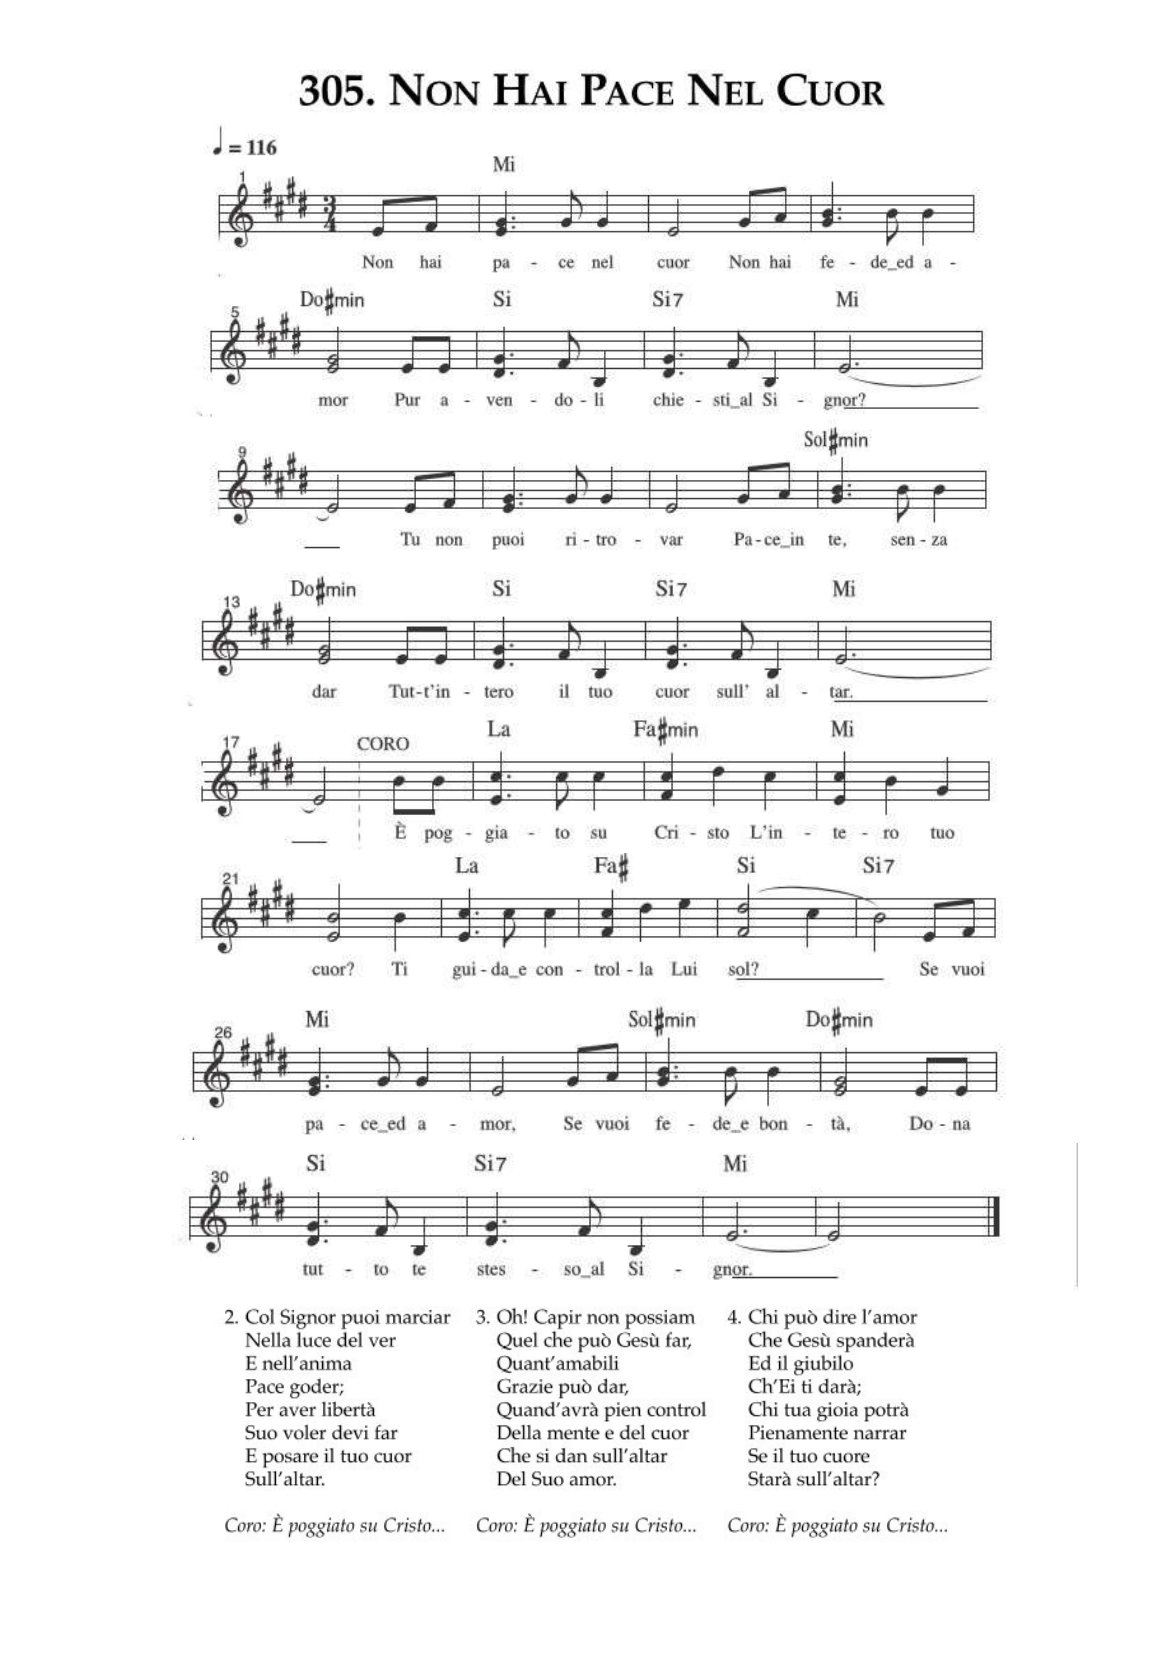 305. NON HAI PACE NEL CUOR
= 116
Mi
1
3
4
Non hai pa - ce nel cuor Non hai fe - de_ed a -
Do#min Si Si7 Mi
5
mor Pur a - ven - do - li chie - sti_al Si - gnor?
Sol#min
9
Tu non puoi ri - tro - var Pa - ce_in te, sen - za
Do#min Si Si7 Mi
13
dar Tut-t'in - tero il tuo cuor sull' al - tar.
La Fa#min Mi
17 CORO
È pog - gia - to su Cri - sto L'in - te - ro tuo
La Fa# Si Si7
21
cuor? Ti gui - da_e con - trol - la Lui sol? Se vuoi
Mi Sol#min Do#min
26
pa - ce_ed a - mor, Se vuoi fe - de_e bon - tà, Do - na
Si Si7 Mi
30
tut - to te stes - so_al Si - gnor.
2. Col Signor puoi marciar
Nella luce del ver
E nell'anima
Pace goder;
Per aver libertà
Suo voler devi far
E posare il tuo cuor
Sull'altar.
Coro: È poggiato su Cristo...
3. Oh! Capir non possiam
Quel che può Gesù far,
Quant'amabili
Grazie può dar,
Quand'avrà pien control
Della mente e del cuor
Che si dan sull'altar
Del Suo amor.
Coro: È poggiato su Cristo...
4. Chi può dire l'amor
Che Gesù spanderà
Ed il giubilo
Ch'Ei ti darà;
Chi tua gioia potrà
Pienamente narrar
Se il tuo cuore
Starà sull'altar?
Coro: È poggiato su Cristo...